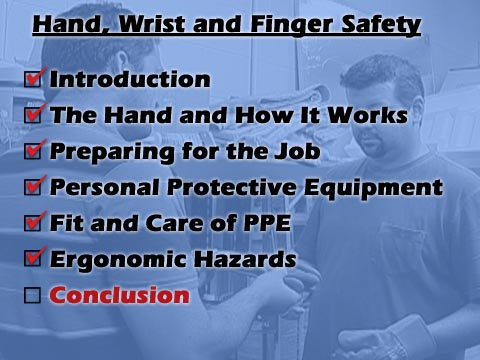 Hand, Wrist and Finger Safety
Introduction
The Hand and How It Works
Preparing for the Job
Personal Protective Equipment
Fit and Care of PPE
Ergonomic Hazards
Conclusion